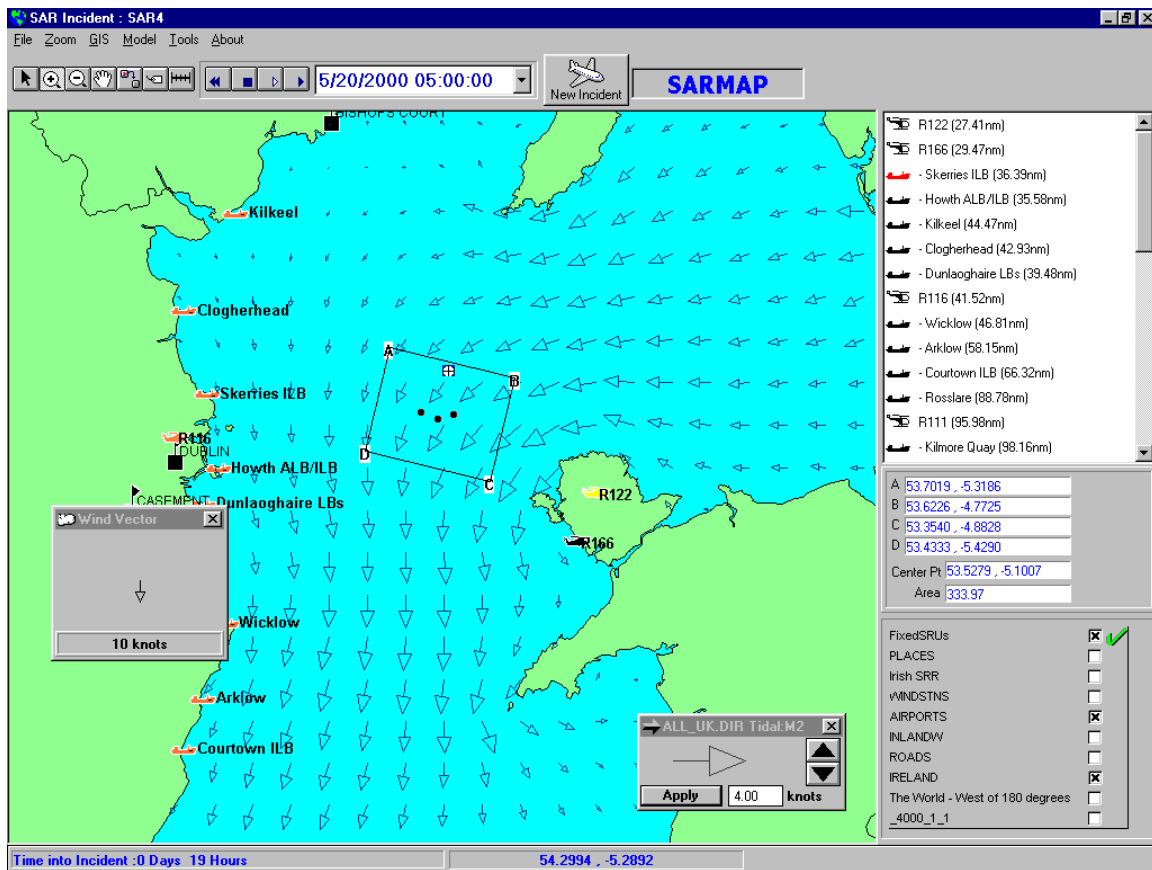 SAR Incident : SAR4
File Zoom GIS Model Tools About
5/20/2000 05:00:00
New Incident
SARMAP
BISHOPS COURT
Kilkeel
Clogherhead
A
B
Skerries ILB
R116
DUBLIN
D
Howth ALB/ILB
C
R122
CASEMENT
Dunlaoghaire LBs
R166
Wind Vector
10 knots
Wicklow
Arklow
Courtown ILB
ALL_UK.DIR Tidal:M2
Apply 4.00 knots
R122 (27.41nm)
R166 (29.47nm)
- Skerries ILB (36.39nm)
- Howth ALB/ILB (35.58nm)
- Kilkeel (44.47nm)
- Clogherhead (42.93nm)
- Dunlaoghaire LBs (39.48nm)
R116 (41.52nm)
- Wicklow (46.81nm)
- Arklow (58.15nm)
- Courtown ILB (66.32nm)
- Rosslare (88.78nm)
R111 (95.98nm)
- Kilmore Quay (98.16nm)
A 53.7019 , -5.3186
B 53.6226 , -4.7725
C 53.3540 , -4.8828
D 53.4333 , -5.4290
Center Pt 53.5279 , -5.1007
Area 333.97
FixedSRUs
PLACES
Irish SRR
WINDSTNS
AIRPORTS
INLANDW
ROADS
IRELAND
The World - West of 180 degrees
_4000_1_1
Time into Incident :0 Days 19 Hours
54.2994 , -5.2892